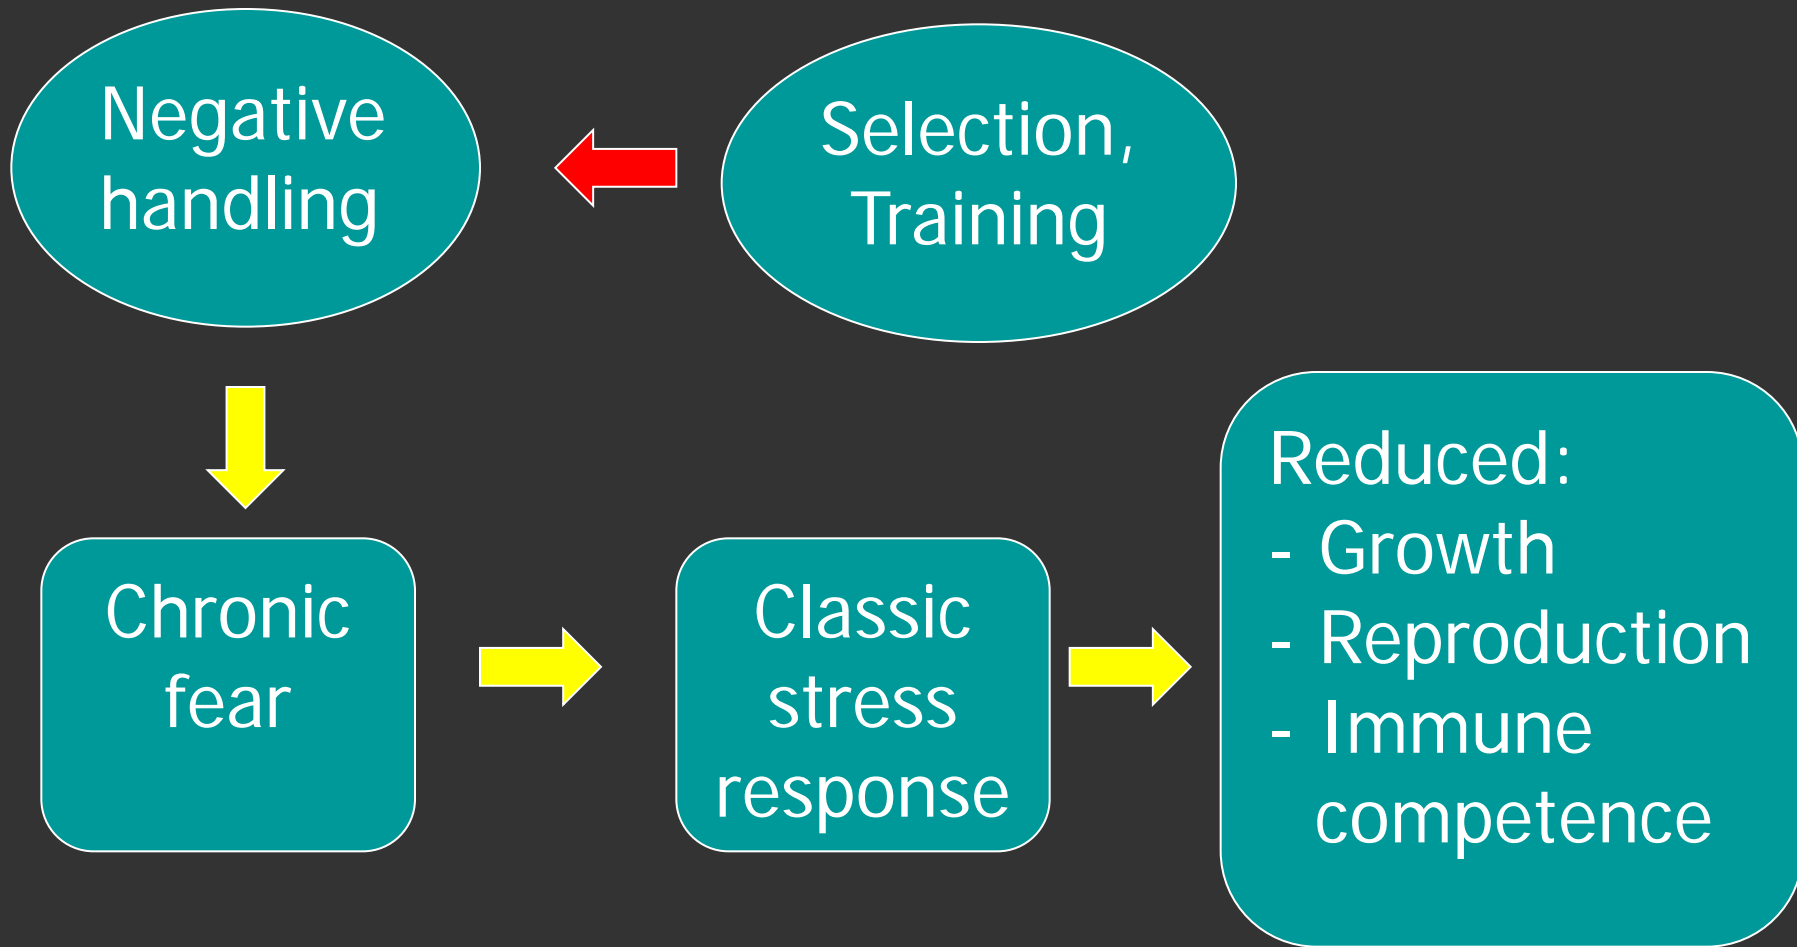 Negative
handling
Selection,
Training
Chronic
fear
Classic
stress
response
Reduced:
- Growth
- Reproduction
- Immune
competence